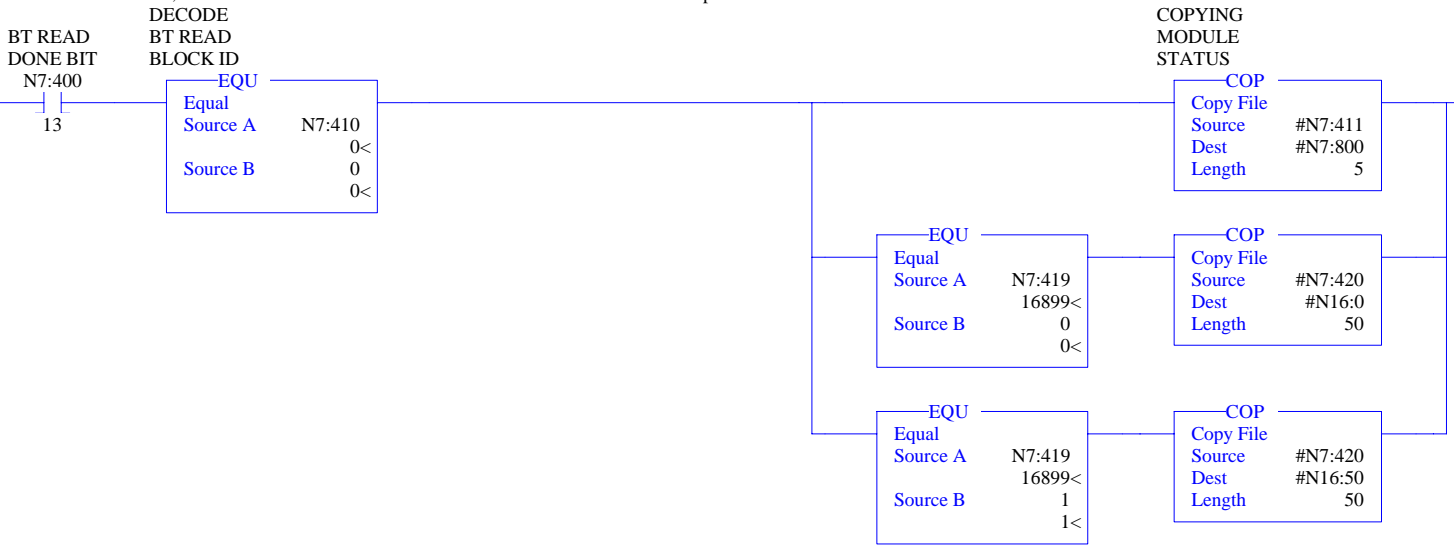 DECODE
BT READ
BLOCK ID
BT READ
DONE BIT
N7:400
13
EQU
Equal
Source A N7:410
0<
Source B 0
0<
COPYING
MODULE
STATUS
COP
Copy File
Source #N7:411
Dest #N7:800
Length 5
EQU
Equal
Source A N7:419
16899<
Source B 0
0<
COP
Copy File
Source #N7:420
Dest #N16:0
Length 50
EQU
Equal
Source A N7:419
16899<
Source B 1
1<
COP
Copy File
Source #N7:420
Dest #N16:50
Length 50